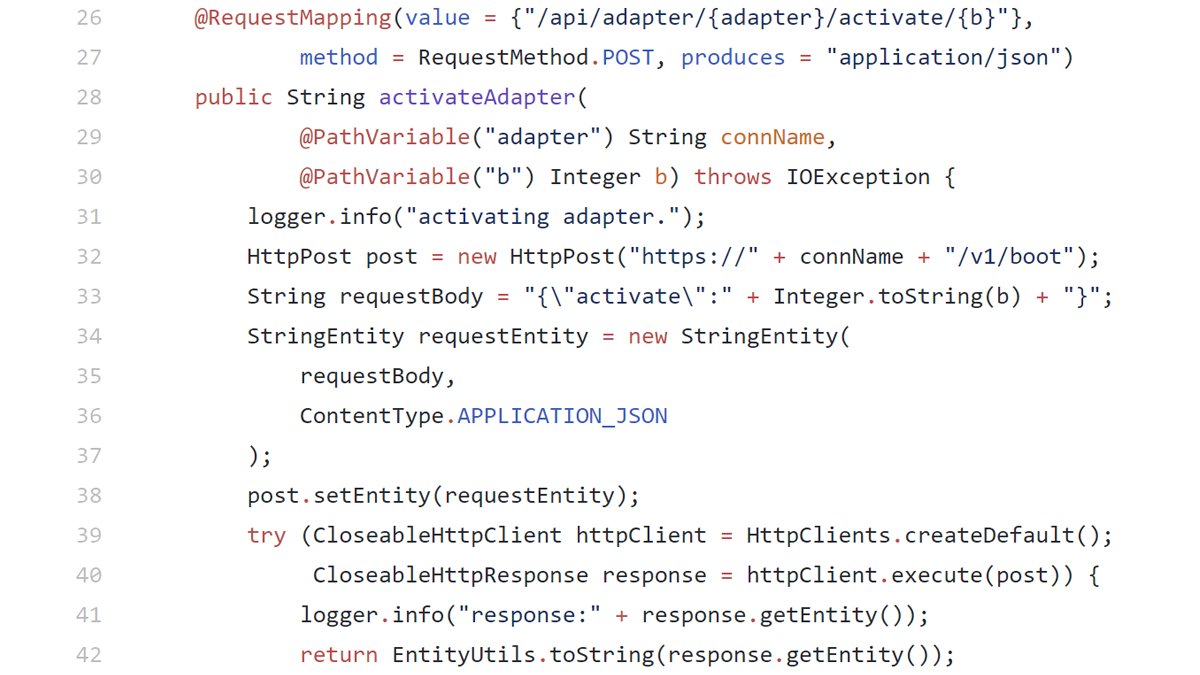 26 @RequestMapping(value = {"/api/adapter/{adapter}/activate/{b}"},
27 method = RequestMethod.POST, produces = "application/json")
28 public String activateAdapter(
29 @PathVariable("adapter") String connName,
30 @PathVariable("b") Integer b) throws IOException {
31 logger.info("activating adapter.");
32 HttpPost post = new HttpPost("https://" + connName + "/v1/boot");
33 String requestBody = "{\"activate\":" + Integer.toString(b) + "}";
34 StringEntity requestEntity = new StringEntity(
35 requestBody,
36 ContentType.APPLICATION_JSON
37 );
38 post.setEntity(requestEntity);
39 try (CloseableHttpClient httpClient = HttpClients.createDefault();
40 CloseableHttpResponse response = httpClient.execute(post)) {
41 logger.info("response:" + response.getEntity());
42 return EntityUtils.toString(response.getEntity());